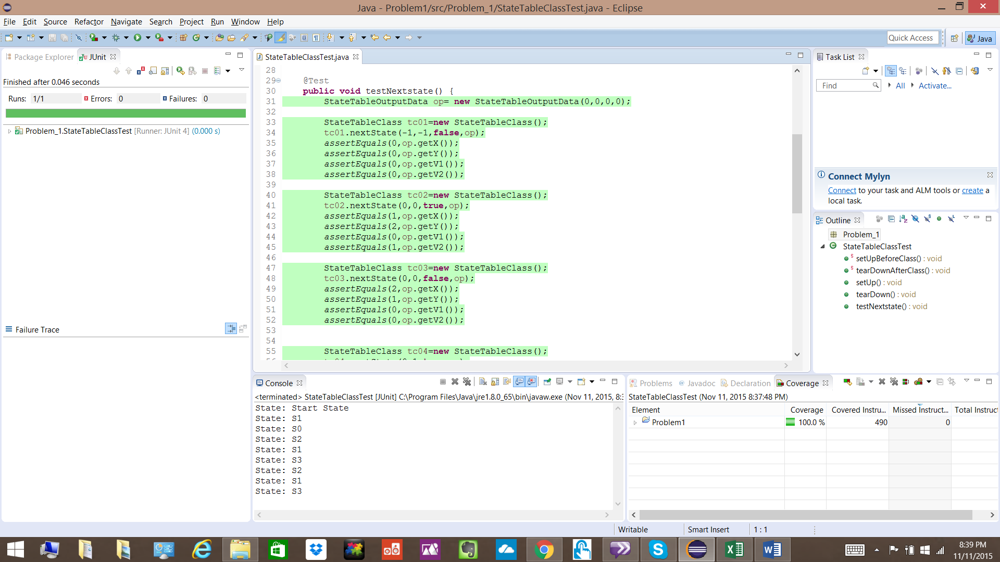 Java - Problem1/src/Problem_1/StateTableClassTest.java - Eclipse
File Edit Source Refactor Navigate Search Project Run Window Help
Quick Access
Java
Package Explorer
JUnit
Finished after 0.046 seconds
Runs: 1/1 Errors: 0 Failures: 0
Problem_1.StateTableClassTest [Runner: JUnit 4] (0.000 s)
Failure Trace
StateTableClassTest.java
28
29 @Test
30 public void testNextstate() {
31 StateTableOutputData op= new StateTableOutputData(0,0,0,0);
32
33 StateTableClass tc01=new StateTableClass();
34 tc01.nextState(-1,-1,false,op);
35 assertEquals(0,op.getX());
36 assertEquals(0,op.getY());
37 assertEquals(0,op.getV1());
38 assertEquals(0,op.getV2());
39
40 StateTableClass tc02=new StateTableClass();
41 tc02.nextState(0,0,true,op);
42 assertEquals(1,op.getX());
43 assertEquals(2,op.getY());
44 assertEquals(0,op.getV1());
45 assertEquals(1,op.getV2());
46
47 StateTableClass tc03=new StateTableClass();
48 tc03.nextState(0,0,false,op);
49 assertEquals(2,op.getX());
50 assertEquals(1,op.getY());
51 assertEquals(0,op.getV1());
52 assertEquals(0,op.getV2());
53
54
55 StateTableClass tc04=new StateTableClass();
Task List
Find
All
Activate...
Connect Mylyn
Connect to your task and ALM tools or create a
local task.
Outline
Problem_1
StateTableClassTest
setUpBeforeClass() : void
tearDownAfterClass() : void
setUp() : void
tearDown() : void
testNextstate() : void
Console
<terminated> StateTableClassTest [JUnit] C:\Program Files\Java\jre1.8.0_65\bin\javaw.exe (Nov 11, 2015, 8:3
State: Start State
State: S1
State: S0
State: S2
State: S1
State: S3
State: S2
State: S1
State: S3
Problems
@ Javadoc
Declaration
Coverage
StateTableClassTest (Nov 11, 2015 8:37:48 PM)
Element Coverage Covered Instru... Missed Instruct... Total Instruct
Problem1 100.0 % 490 0
Writable
Smart Insert
1 : 1
8:39 PM
11/11/2015